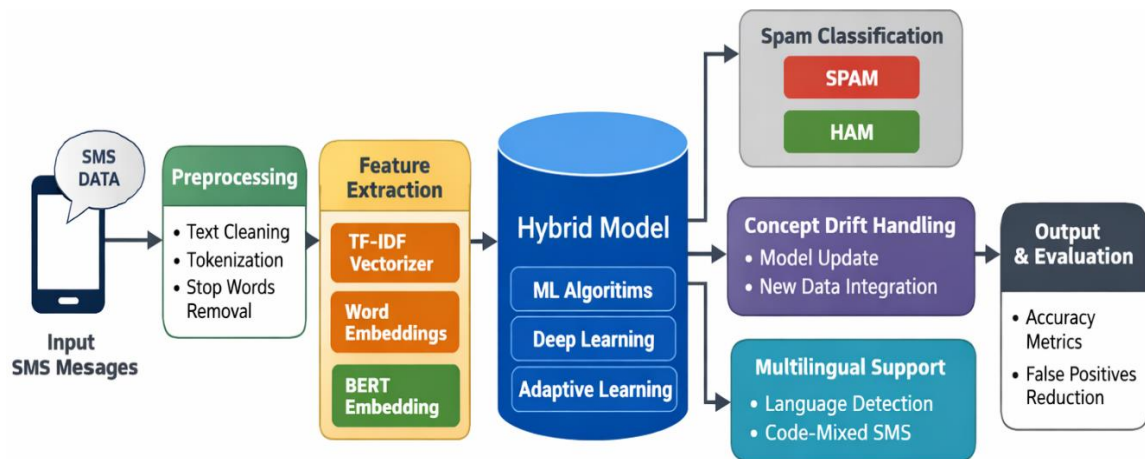 SMS
DATA
Input
SMS Mesages
Preprocessing
• Text Cleaning
• Tokenization
• Stop Words
Removal
Feature
Extraction
TF-IDF
Vectorizer
Word
Embeddings
BERT
Embedding
Hybrid Model
ML Algoritims
Deep Learning
Adaptive Learning
Spam Classification
SPAM
HAM
Concept Drift Handling
• Model Update
• New Data Integration
Multilingual Support
• Language Detection
• Code-Mixed SMS
Output
& Evaluation
• Accuracy
Metrics
• False Positives
Reduction